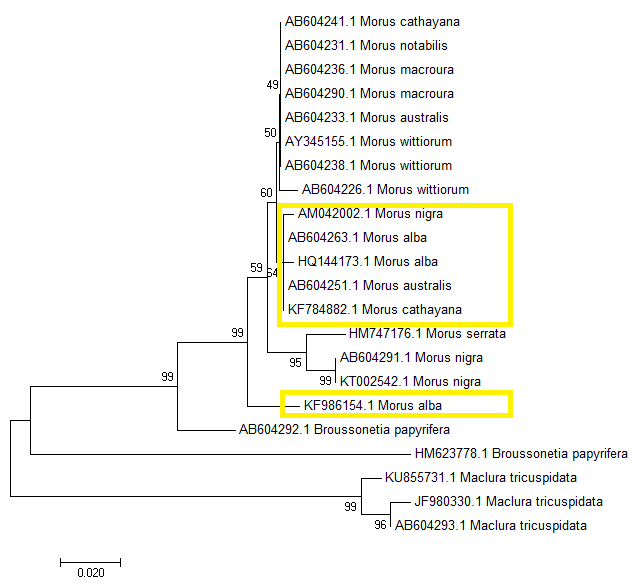 AB604241.1 Morus cathayana
AB604231.1 Morus notabilis
AB604236.1 Morus macroura
49
AB604290.1 Morus macroura
AB604233.1 Morus australis
50
AY345155.1 Morus wittiorum
AB604238.1 Morus wittiorum
60
AB604226.1 Morus wittiorum
AM042002.1 Morus nigra
AB604263.1 Morus alba
59
64
HQ144173.1 Morus alba
AB604251.1 Morus australis
KF784882.1 Morus cathayana
99
HM747176.1 Morus serrata
95
AB604291.1 Morus nigra
99
KT002542.1 Morus nigra
99
KF986154.1 Morus alba
AB604292.1 Broussonetia papyrifera
HM623778.1 Broussonetia papyrifera
KU855731.1 Maclura tricuspidata
99
JF980330.1 Maclura tricuspidata
96
AB604293.1 Maclura tricuspidata
0.020